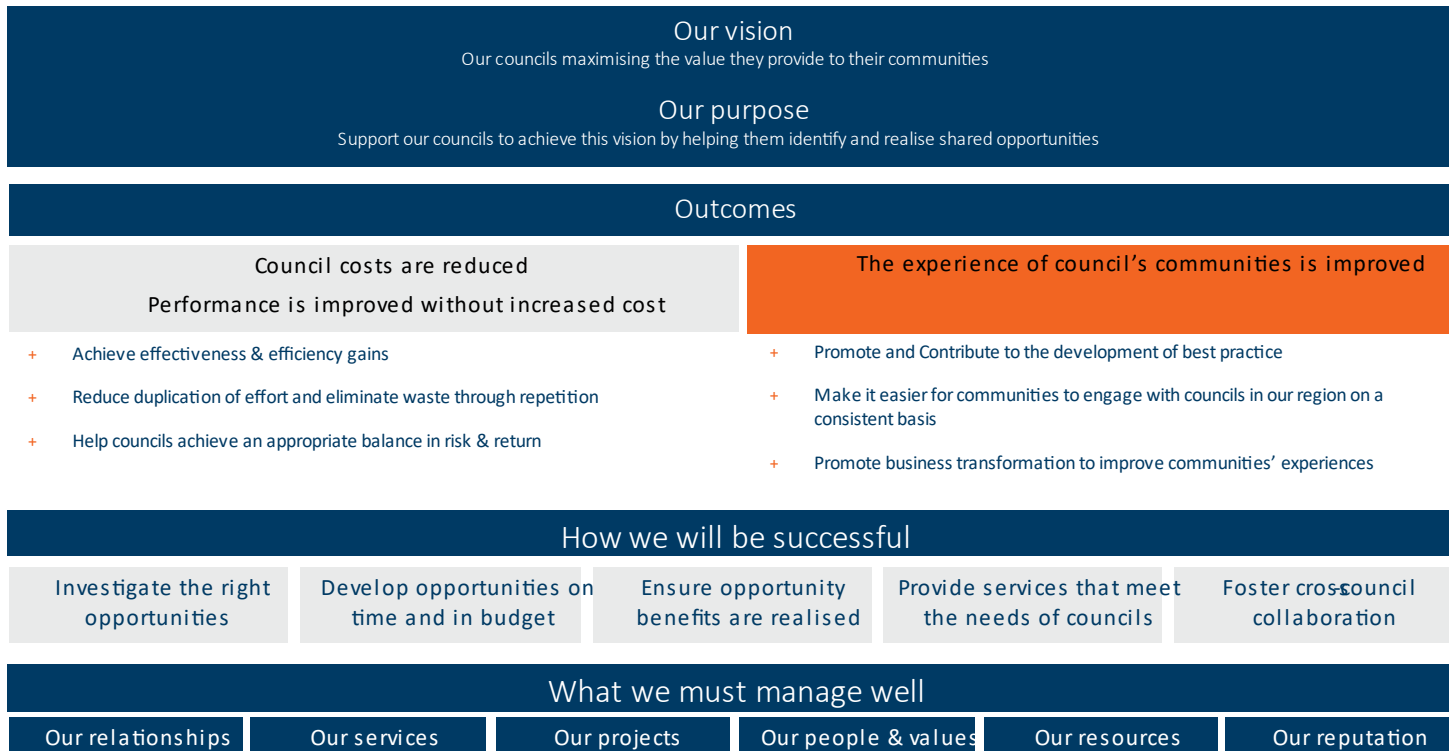 Our vision
Our councils maximising the value they provide to their communities
Our purpose
Support our councils to achieve this vision by helping them identify and realise shared opportunities
Outcomes
Council costs are reduced
Performance is improved without increased cost
+ Achieve effectiveness & efficiency gains
+ Reduce duplication of effort and eliminate waste through repetition
+ Help councils achieve an appropriate balance in risk & return
The experience of council’s communities is improved
+ Promote and Contribute to the development of best practice
+ Make it easier for communities to engage with councils in our region on a
consistent basis
+ Promote business transformation to improve communities’ experiences
How we will be successful
Investigate the right
opportunities
Develop opportunities on
time and in budget
Ensure opportunity
benefits are realised
Provide services that meet
the needs of councils
Foster cross-council
collaboration
What we must manage well
Our relationships
Our services
Our projects
Our people & values
Our resources
Our reputation